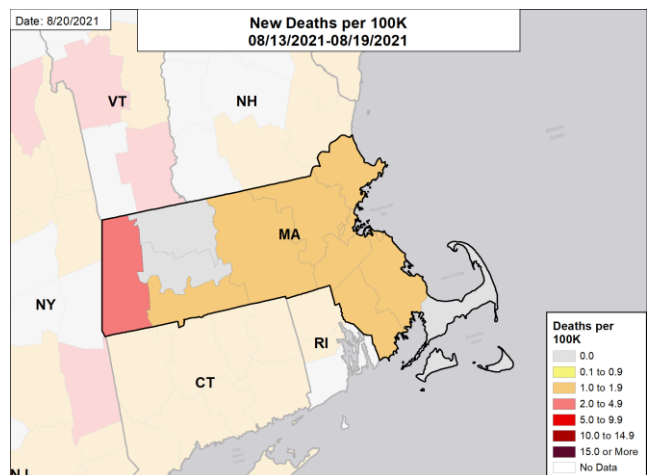 Date: 8/20/2021
New Deaths per 100K
08/13/2021-08/19/2021
VT
NH
MA
NY
CT
RI
NJ
Deaths per
100K
0.0
0.1 to 0.9
1.0 to 1.9
2.0 to 4.9
5.0 to 9.9
10.0 to 14.9
15.0 or More
No Data